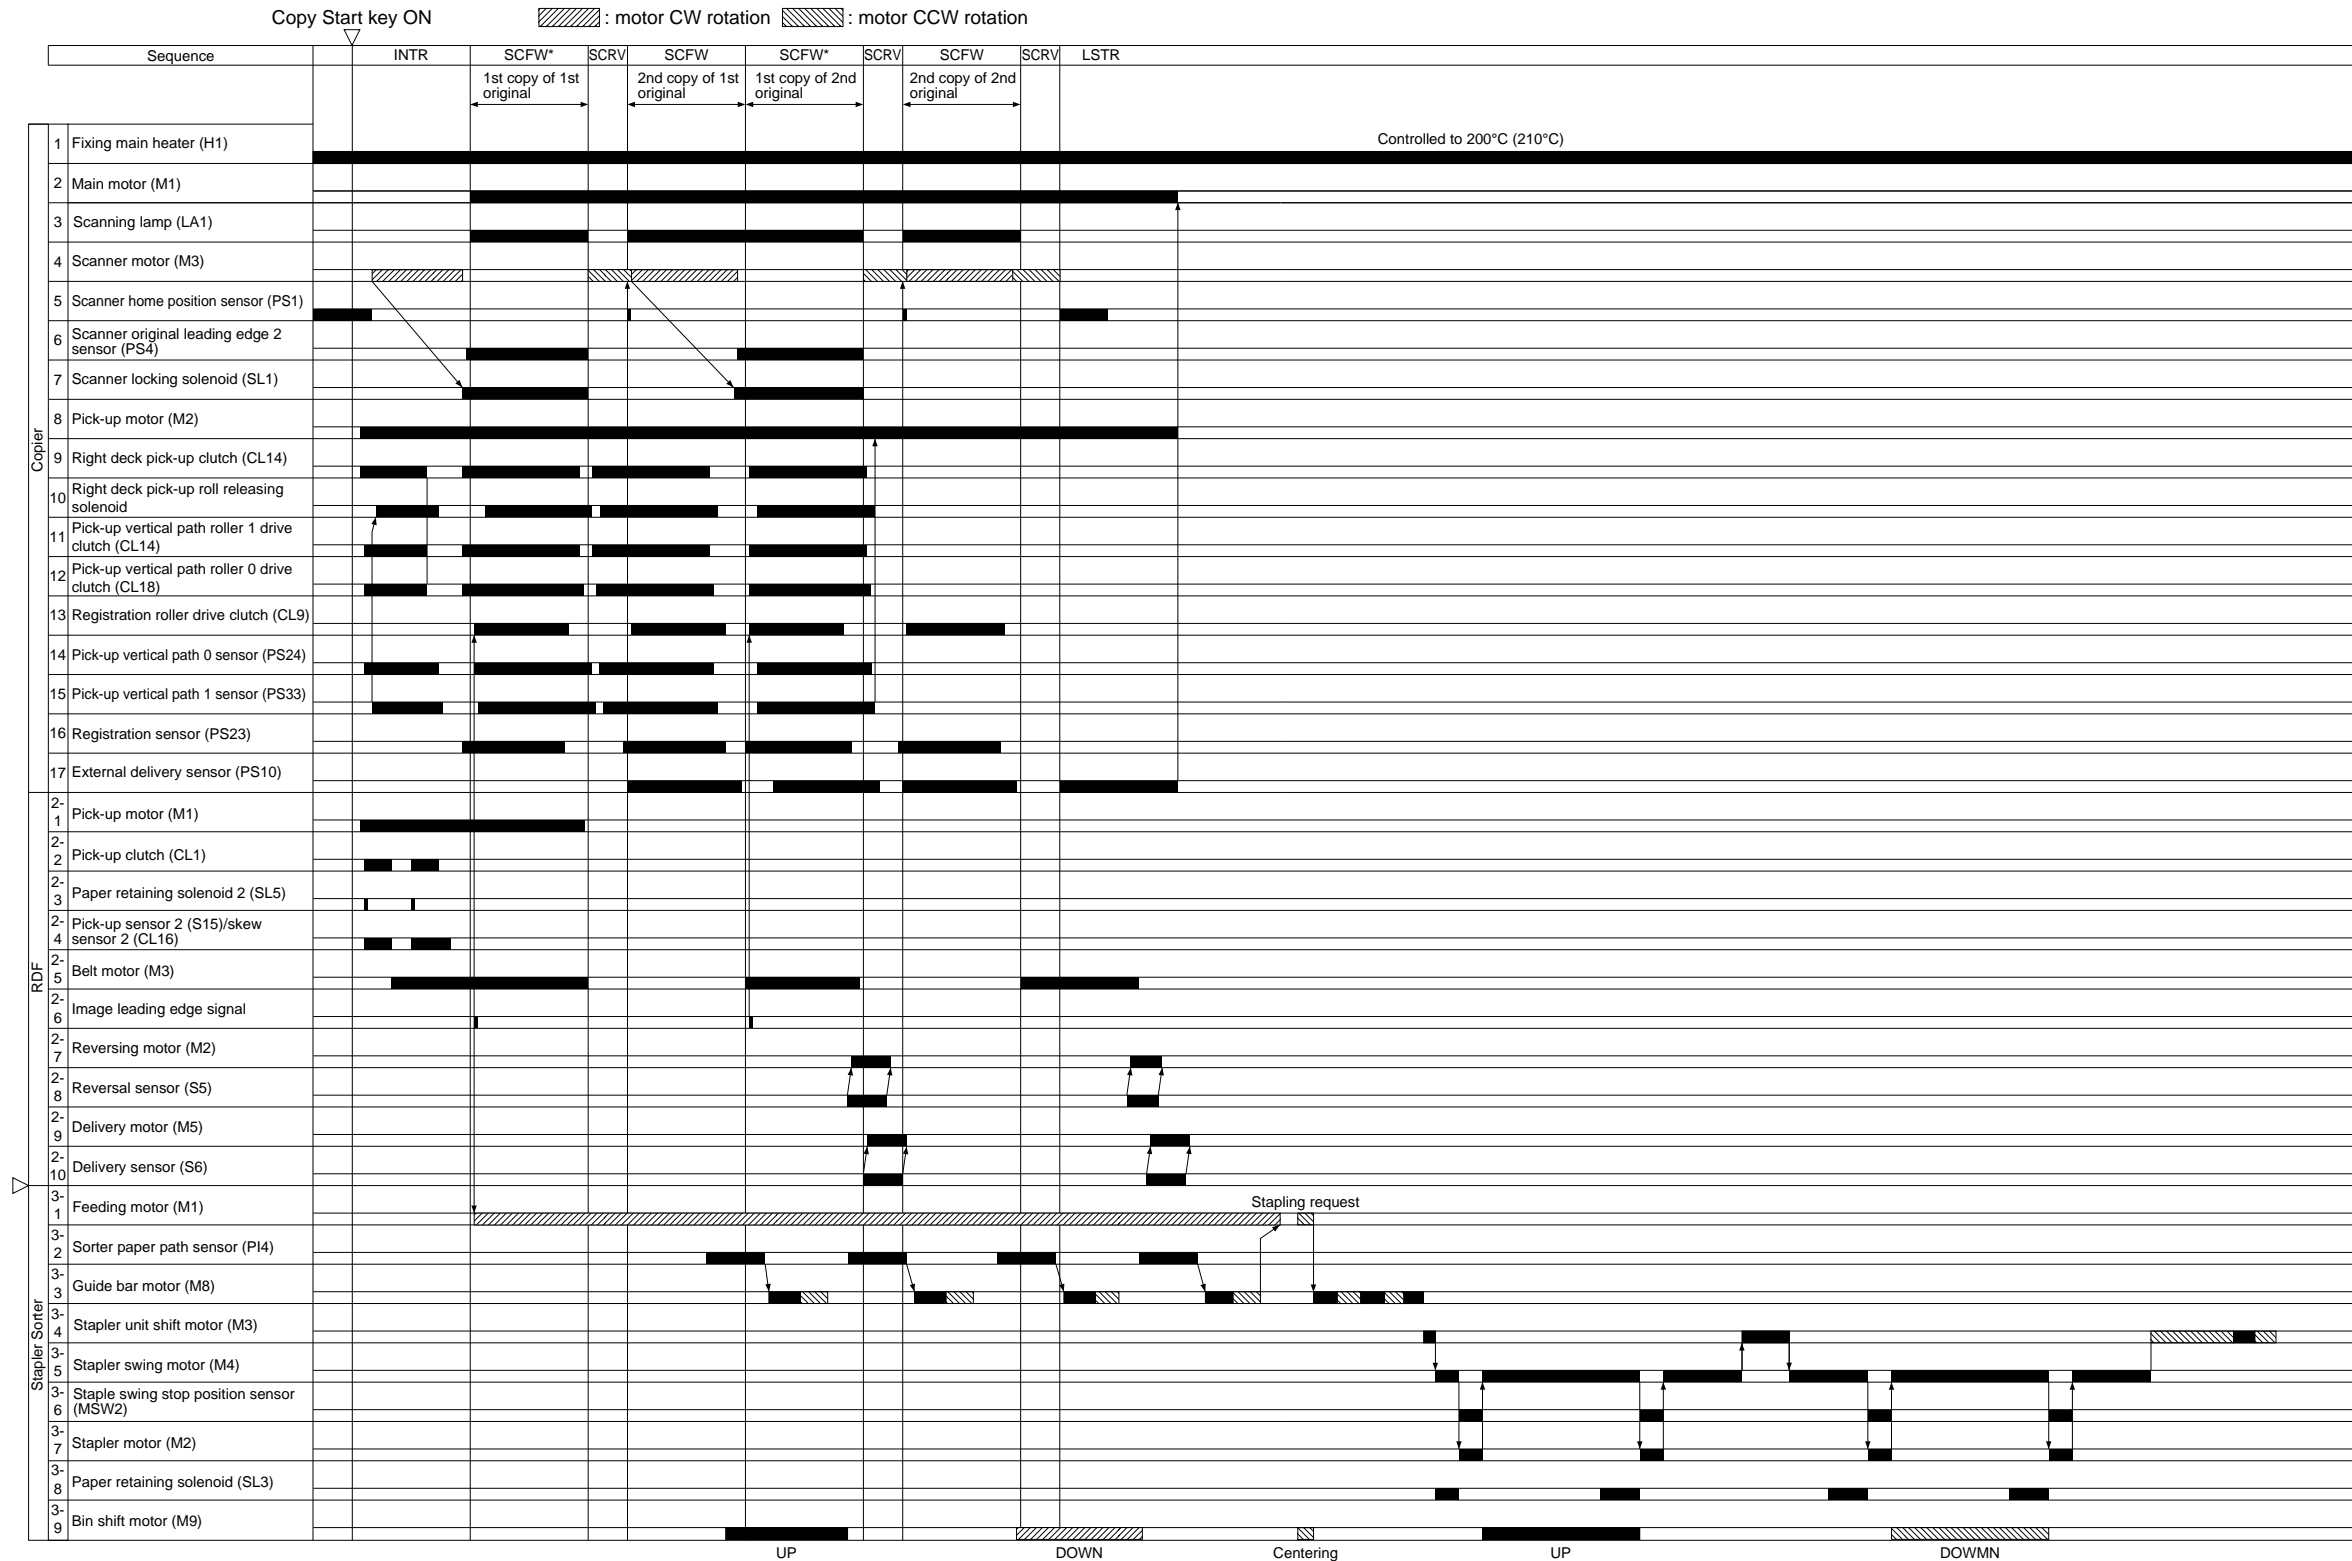 Copy Start key ON
: motor CW rotation
: motor CCW rotation
Sequence INTR SCFW* SCRV SCFW SCFW* SCRV SCFW SCRV LSTR
1st copy of 1st
original
2nd copy of 1st
original
1st copy of 2nd
original
2nd copy of 2nd
original
Copier
1 Fixing main heater (H1)
Controlled to 200°C (210°C)
2 Main motor (M1)
3 Scanning lamp (LA1)
4 Scanner motor (M3)
5 Scanner home position sensor (PS1)
6 Scanner original leading edge 2
sensor (PS4)
7 Scanner locking solenoid (SL1)
8 Pick-up motor (M2)
9 Right deck pick-up clutch (CL14)
10 Right deck pick-up roll releasing
solenoid
11 Pick-up vertical path roller 1 drive
clutch (CL14)
12 Pick-up vertical path roller 0 drive
clutch (CL18)
13 Registration roller drive clutch (CL9)
14 Pick-up vertical path 0 sensor (PS24)
15 Pick-up vertical path 1 sensor (PS33)
16 Registration sensor (PS23)
17 External delivery sensor (PS10)
RDF
2-1 Pick-up motor (M1)
2-2 Pick-up clutch (CL1)
2-3 Paper retaining solenoid 2 (SL5)
2-4 Pick-up sensor 2 (S15)/skew
sensor 2 (CL16)
2-5 Belt motor (M3)
2-6 Image leading edge signal
2-7 Reversing motor (M2)
2-8 Reversal sensor (S5)
2-9 Delivery motor (M5)
2-10 Delivery sensor (S6)
Stapler Sorter
3-1 Feeding motor (M1)
Stapling request
3-2 Sorter paper path sensor (PI4)
3-3 Guide bar motor (M8)
3-4 Stapler unit shift motor (M3)
3-5 Stapler swing motor (M4)
3-6 Staple swing stop position sensor
(MSW2)
3-7 Stapler motor (M2)
3-8 Paper retaining solenoid (SL3)
3-9 Bin shift motor (M9)
UP DOWN Centering UP DOWMN